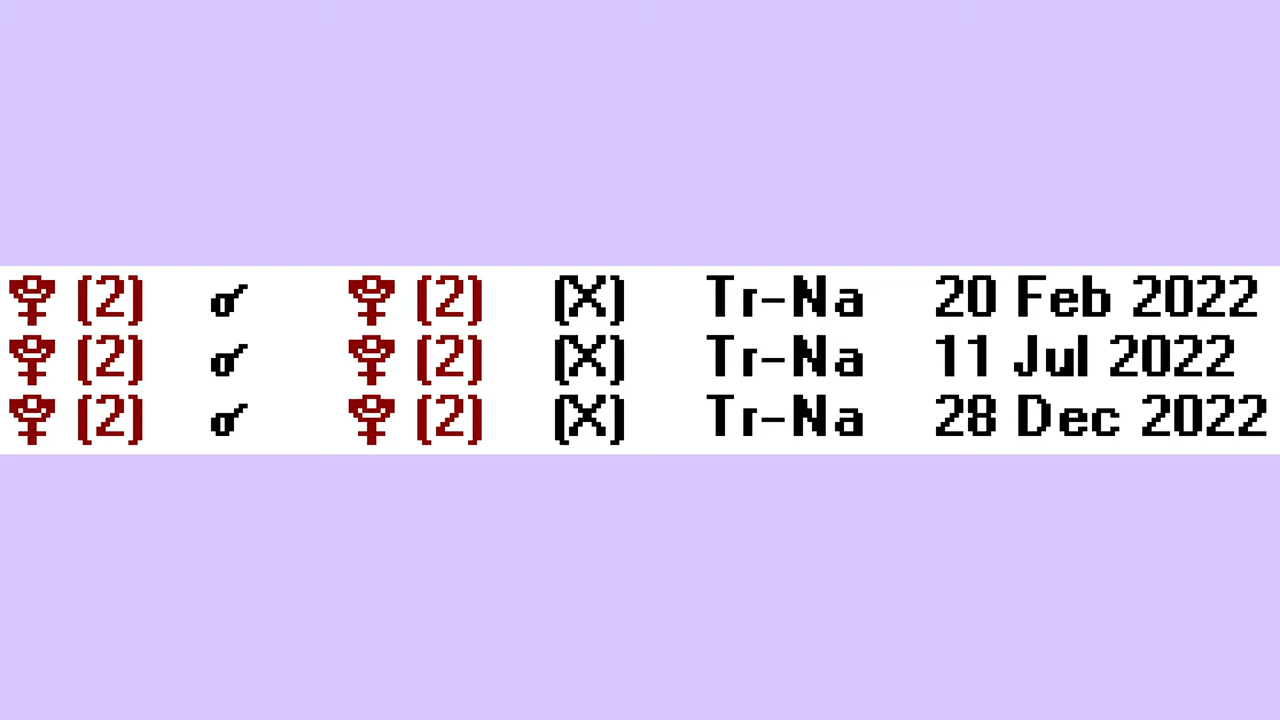 ♇ (2) ☌ ♇ (2) (X) Tr-Na 20 Feb 2022
♇ (2) ☌ ♇ (2) (X) Tr-Na 11 Jul 2022
♇ (2) ☌ ♇ (2) (X) Tr-Na 28 Dec 2022